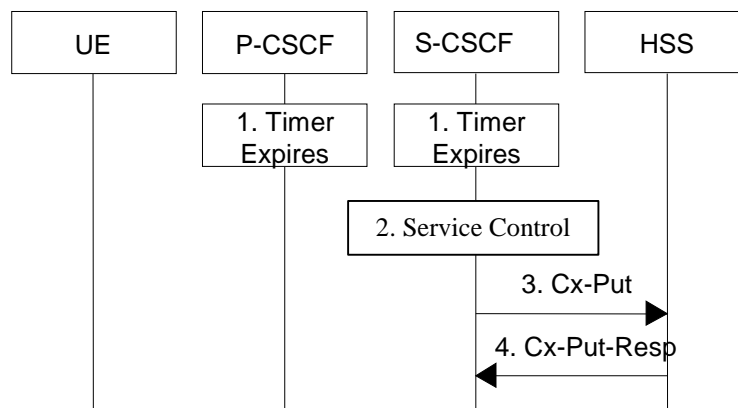 UE
P-CSCF
S-CSCF
HSS
1. Timer
Expires
1. Timer
Expires
2. Service Control
3. Cx-Put
4. Cx-Put-Resp